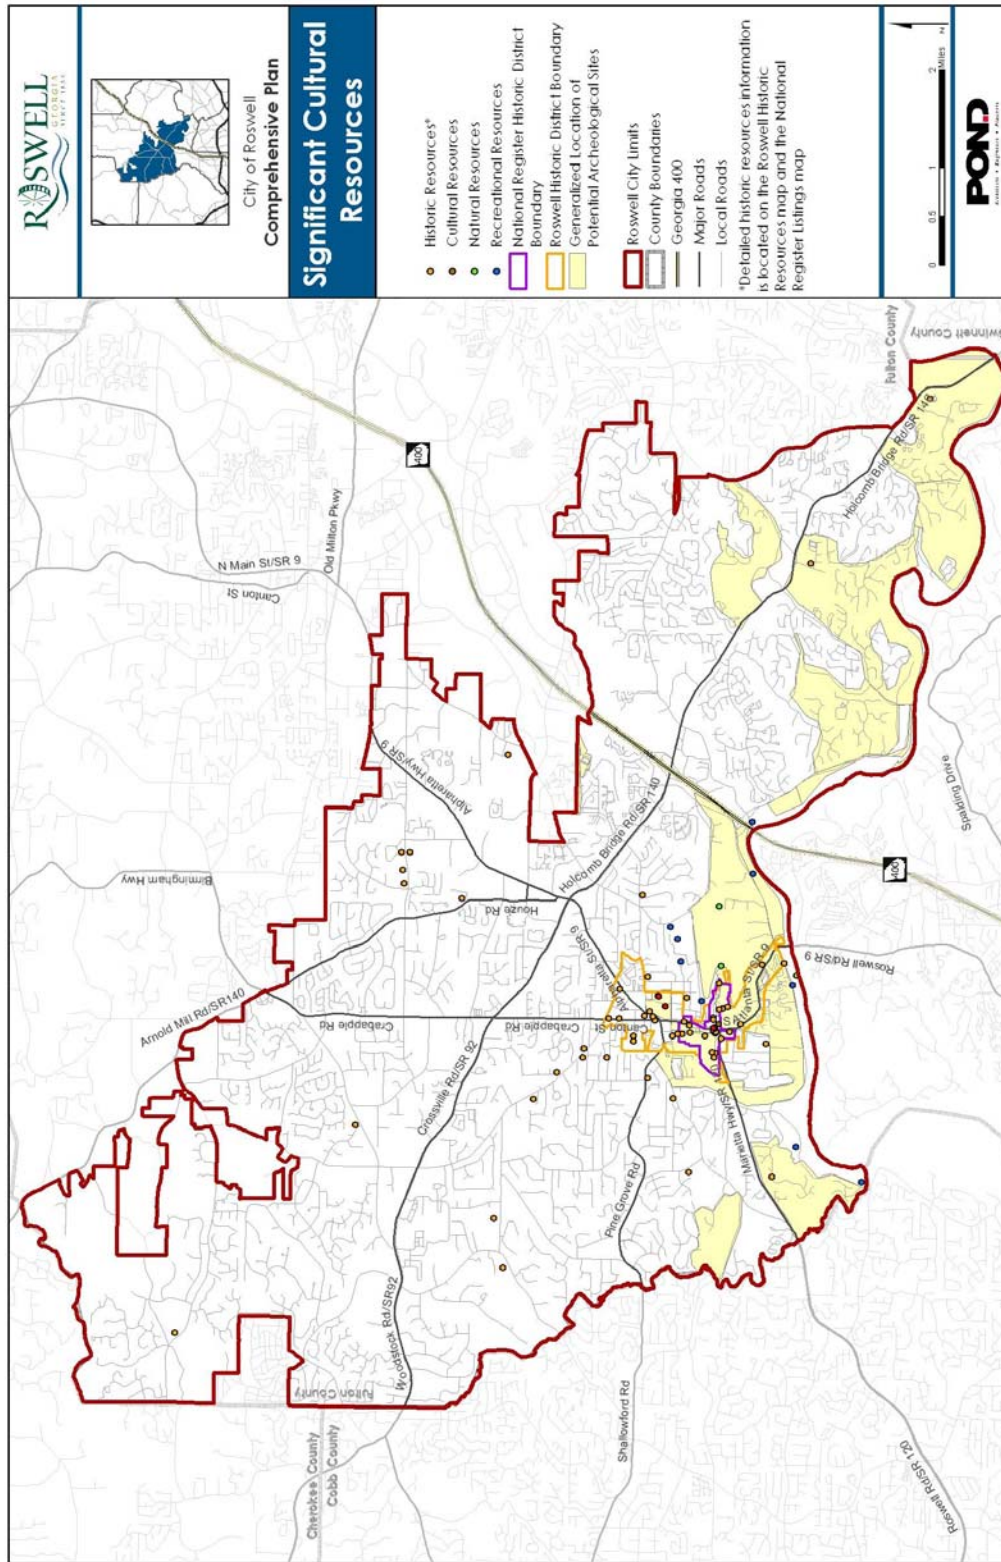 ROSWELL
GEORGIA
SINCE 1854
City of Roswell
Comprehensive Plan
Significant Cultural
Resources
Historic Resources*
Cultural Resources
Natural Resources
Recreational Resources
National Register Historic District
Boundary
Roswell Historic District Boundary
Generalized Location of
Potential Archeological Sites
Roswell City Limits
County Boundaries
Georgia 400
Major Roads
Local Roads
*Detailed historic resources information
is located on the Roswell Historic
Resources map and the National
Register Listings map
0 0.5 1 2
Miles
N
POND
Architects • Engineers • Planners
Cherokee County
Cobb County
Fulton County
Woodstock Rd/SR92
Crossville Rd/SR 92
Arnold Mill Rd/SR140
Birmingham Hwy
Crabapple Rd
Crabapple Rd
Houze Rd
Canton St
N Main St/SR 9
Old Milton Pkwy
Alpharetta Hwy/SR 9
400
Holcomb Bridge Rd/SR 140
Alpharetta St/SR 9
Canton St
S Atlanta St/SR 9
Marietta Hwy/SR
Pine Grove Rd
Shallowford Rd
Roswell Rd/SR 120
Roswell Rd/SR 9
400
Spalding Drive
Holcomb Bridge Rd/SR 140
Fulton County
Gwinnett County